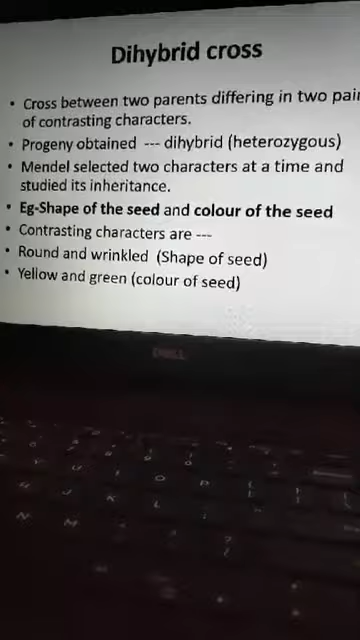 Dihybrid cross
• Cross between two parents differing in two pair
of contrasting characters.
• Progeny obtained --- dihybrid (heterozygous)
• Mendel selected two characters at a time and
studied its inheritance.
• Eg-Shape of the seed and colour of the seed
• Contrasting characters are ---
• Round and wrinkled (Shape of seed)
• Yellow and green (colour of seed)
DELL